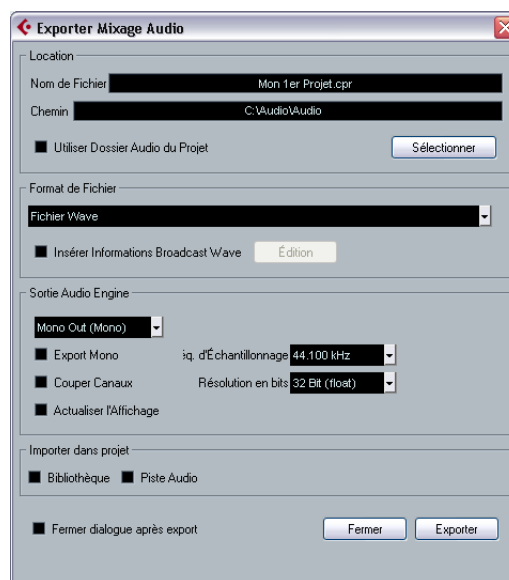 Exporter Mixage Audio
Location
Nom de Fichier Mon 1er Projet.cpr
Chemin C:\Audio\Audio
Utiliser Dossier Audio du Projet Sélectionner
Format de Fichier
Fichier Wave
Insérer Informations Broadcast Wave Édition
Sortie Audio Engine
Mono Out (Mono)
Export Mono éq. d'Échantillonnage 44.100 kHz
Couper Canaux Résolution en bits 32 Bit (float)
Actualiser l'Affichage
Importer dans projet
Bibliothèque Piste Audio
Fermer dialogue après export Fermer Exporter